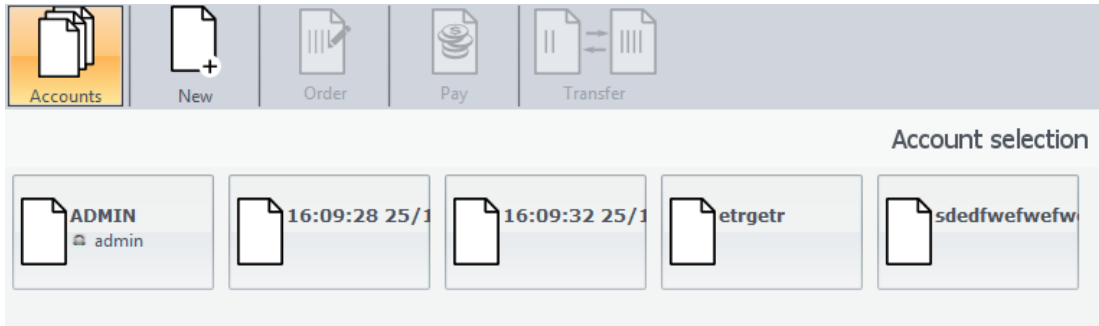 Accounts
New
Order
Pay
Transfer
Account selection
ADMIN
admin
16:09:28 25/1
16:09:32 25/1
etrgetr
sdedfwefwefw